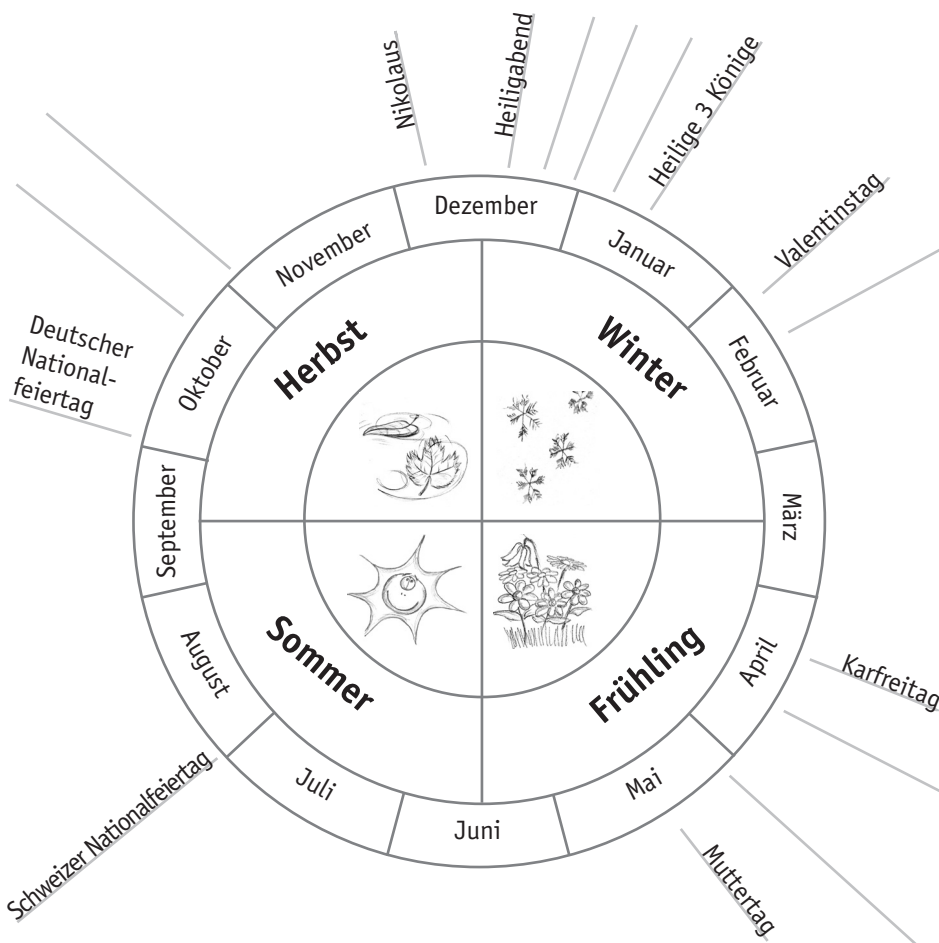 Nikolaus
Heiligabend
Heilige 3 Könige
Valentinstag
Dezember
Januar
Februar
März
April
Mai
Juni
Juli
August
September
Oktober
November
Winter
Frühling
Sommer
Herbst
Karfreitag
Muttertag
Schweizer Nationalfeiertag
Deutscher
National-
feiertag